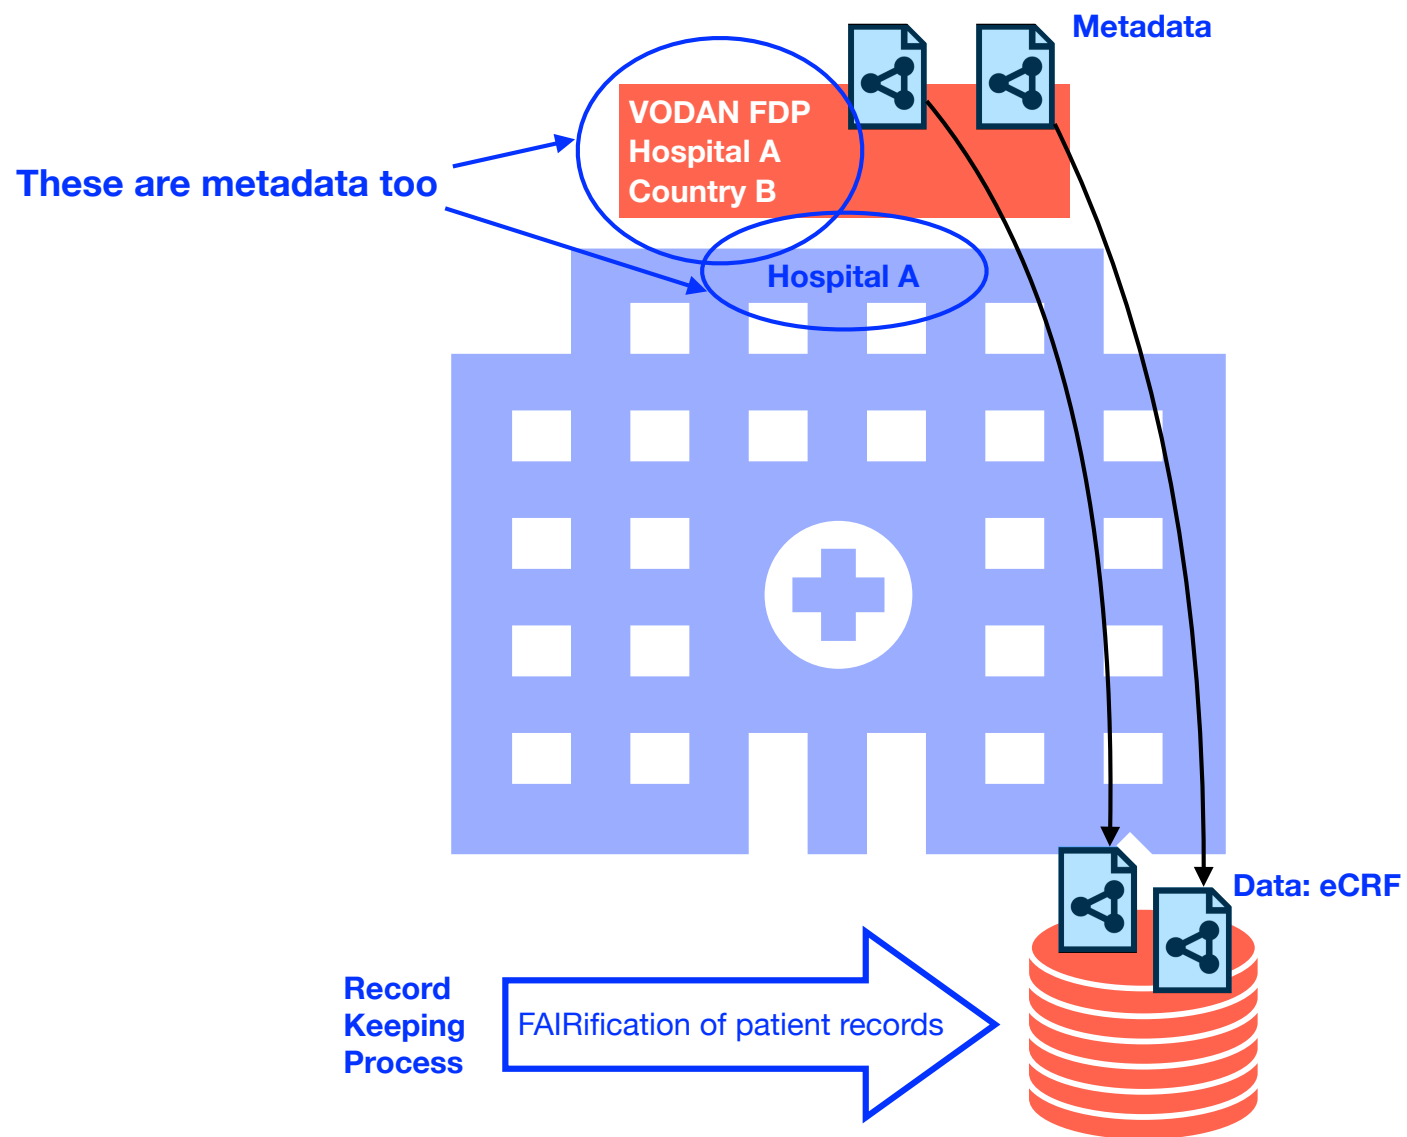 Metadata
VODAN FDP
Hospital A
Country B
These are metadata too
Hospital A
Data: eCRF
Record
Keeping
Process
FAIRification of patient records